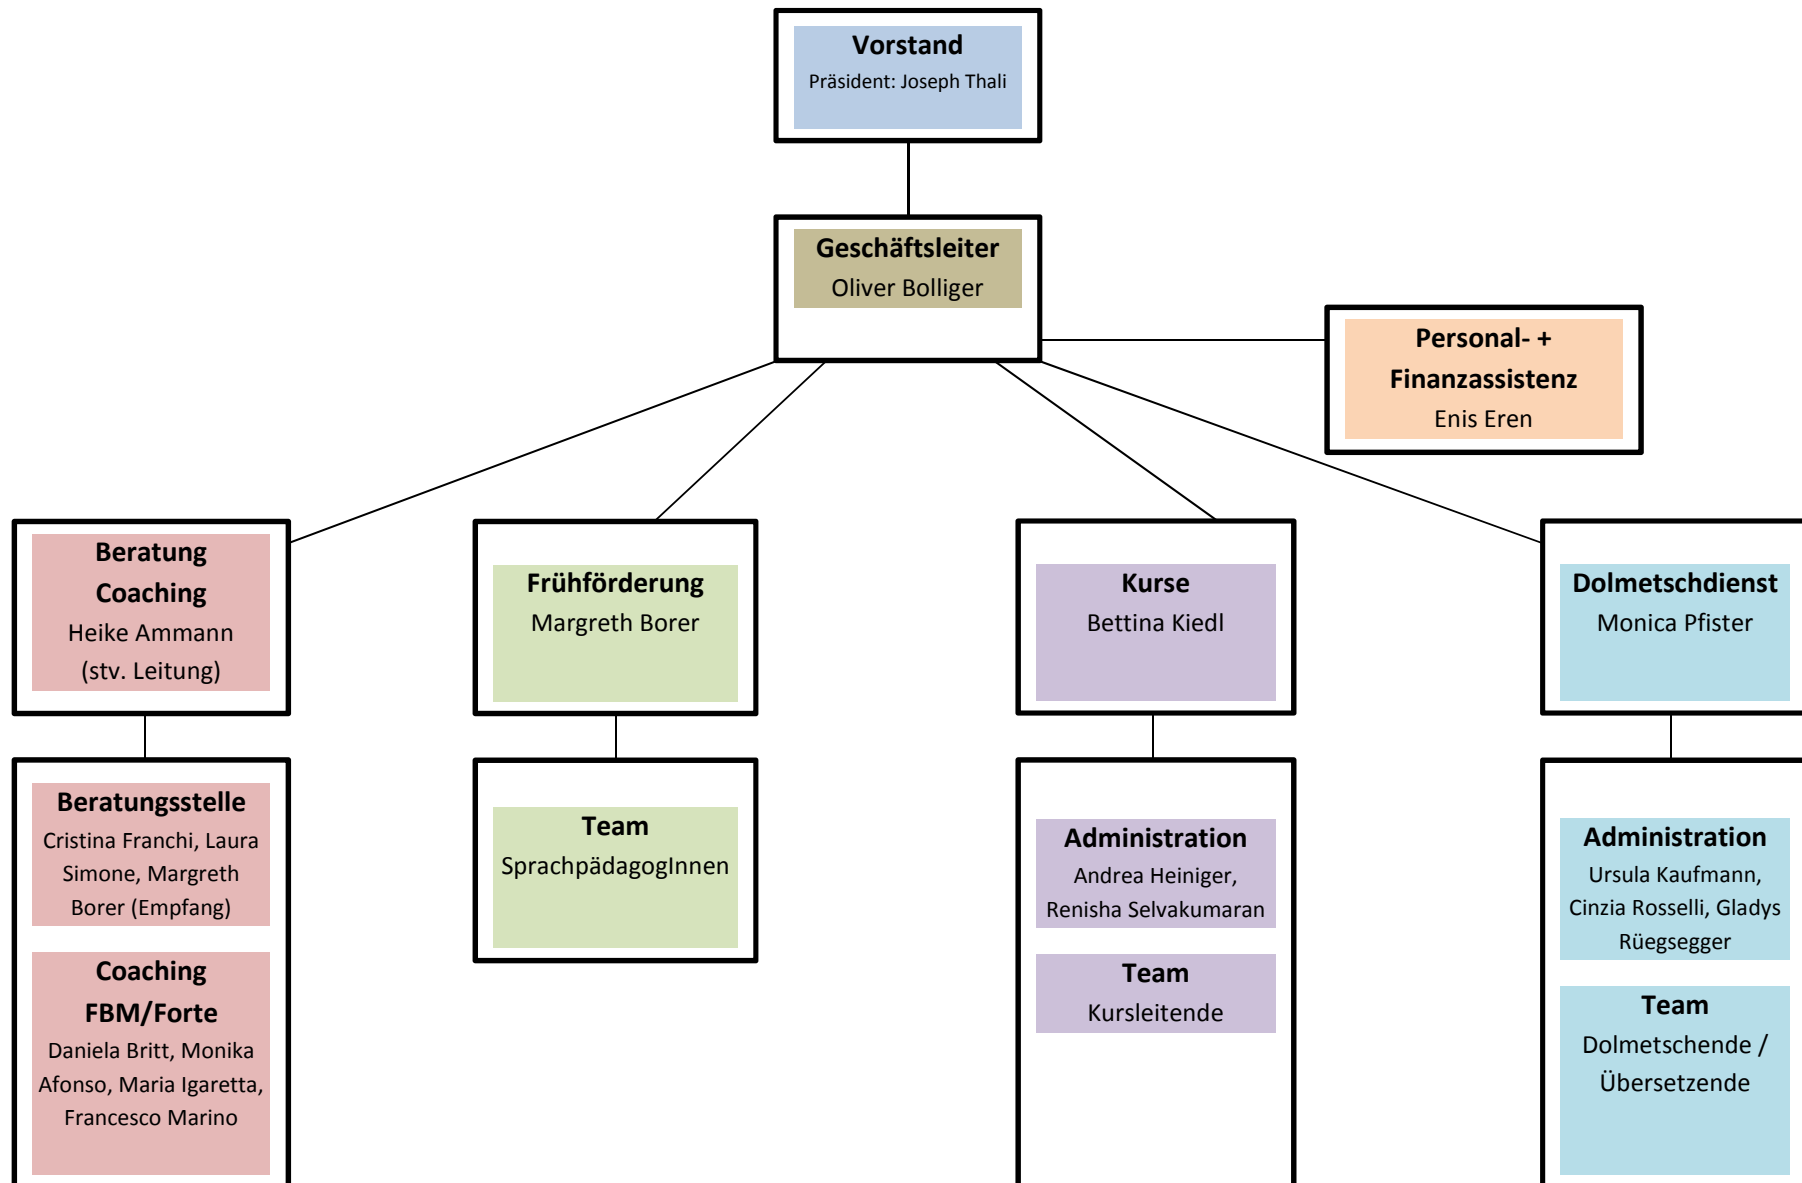 Vorstand
Präsident: Joseph Thali
Geschäftsleiter
Oliver Bolliger
Personal- +
Finanzassistenz
Enis Eren
Beratung
Coaching
Heike Ammann
(stv. Leitung)
Frühförderung
Margreth Borer
Kurse
Bettina Kiedl
Dolmetschdienst
Monica Pfister
Beratungsstelle
Cristina Franchi, Laura
Simone, Margreth
Borer (Empfang)
Coaching
FBM/Forte
Daniela Britt, Monika
Afonso, Maria Igaretta,
Francesco Marino
Team
SprachpädagogInnen
Administration
Andrea Heiniger,
Renisha Selvakumaran
Team
Kursleitende
Administration
Ursula Kaufmann,
Cinzia Rosselli, Gladys
Rüegsegger
Team
Dolmetschende /
Übersetzende